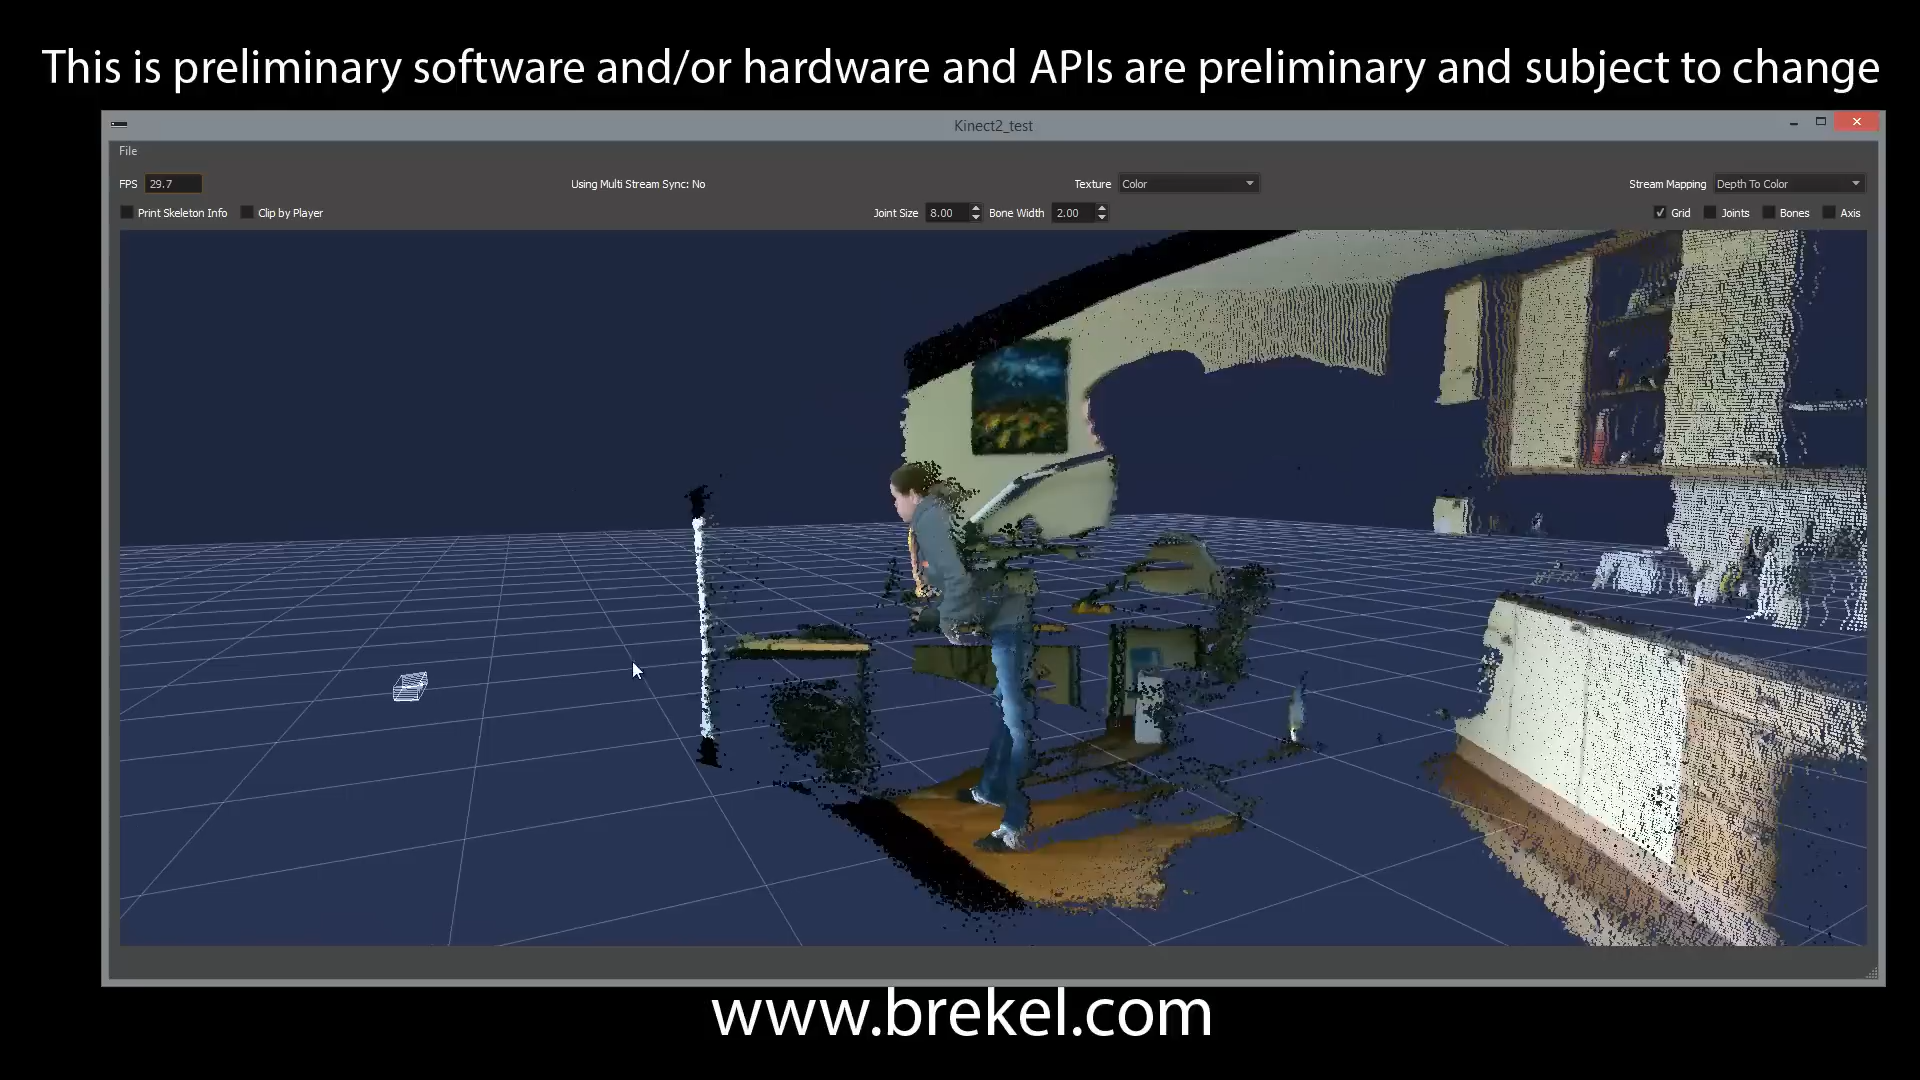 This is preliminary software and/or hardware and APIs are preliminary and subject to change
Kinect2_test
File
FPS 29.7 Using Multi Stream Sync: No Texture Color Stream Mapping Depth To Color
Print Skeleton Info Clip by Player Joint Size 8.00 Bone Width 2.00 Grid Joints Bones Axis
www.brekel.com